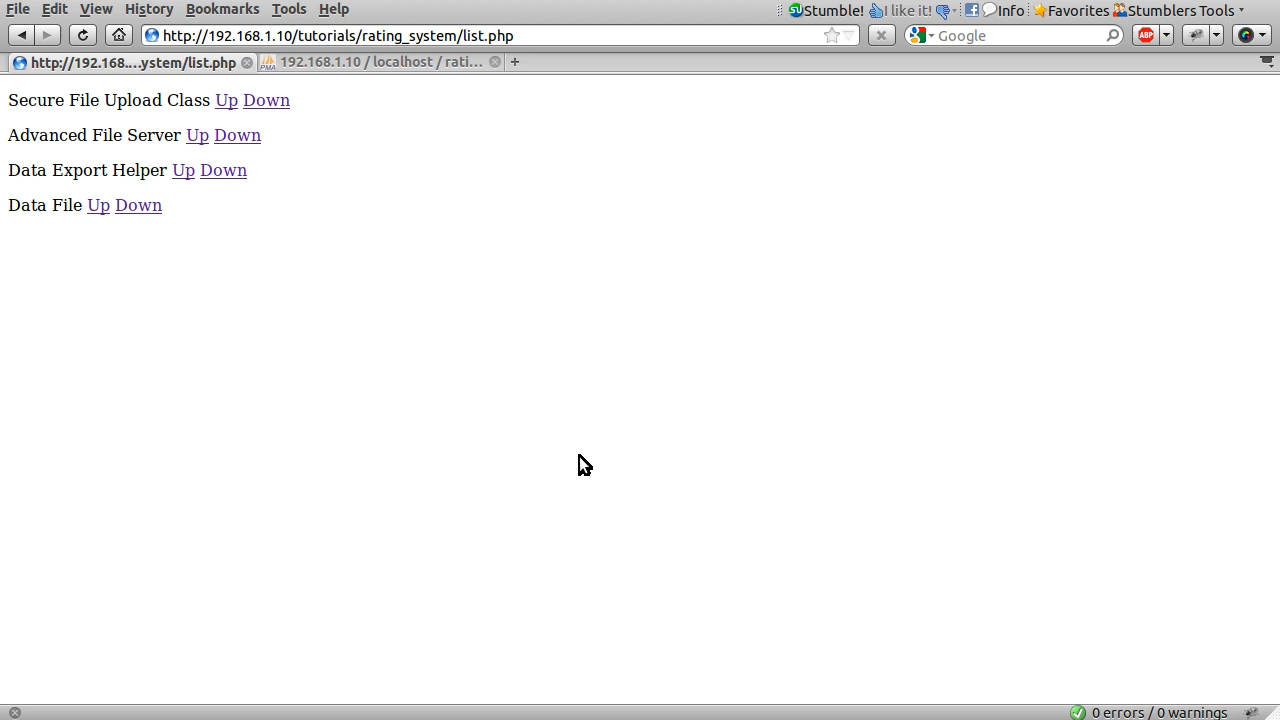 File Edit View History Bookmarks Tools Help Stumble! I like it! Info Favorites Stumblers Tools
http://192.168.1.10/tutorials/rating_system/list.php Google ABP
http://192.168....ystem/list.php PMA 192.168.1.10 / localhost / rati... +
Secure File Upload Class Up Down
Advanced File Server Up Down
Data Export Helper Up Down
Data File Up Down
0 errors / 0 warnings